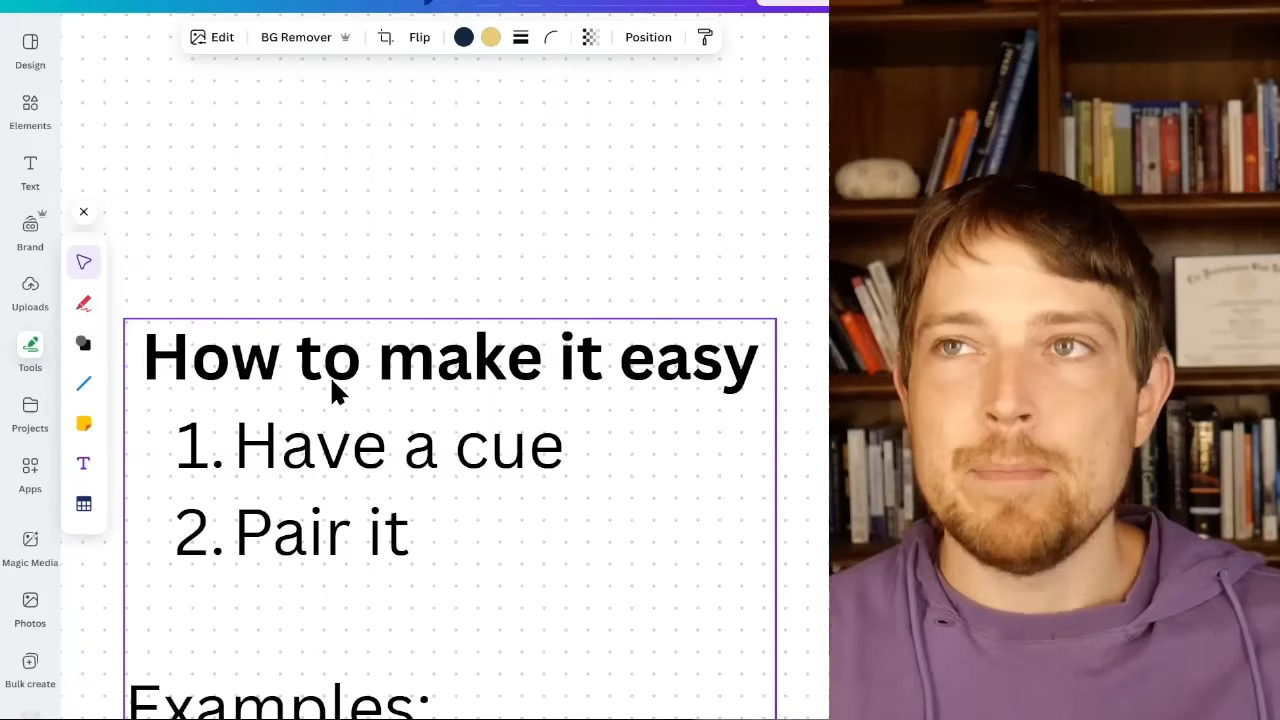 Edit BG Remover Flip Position
Design
Elements
Text
Brand
Uploads
Tools
Projects
Apps
Magic Media
Photos
Bulk create
How to make it easy
1. Have a cue
2. Pair it
Examples: